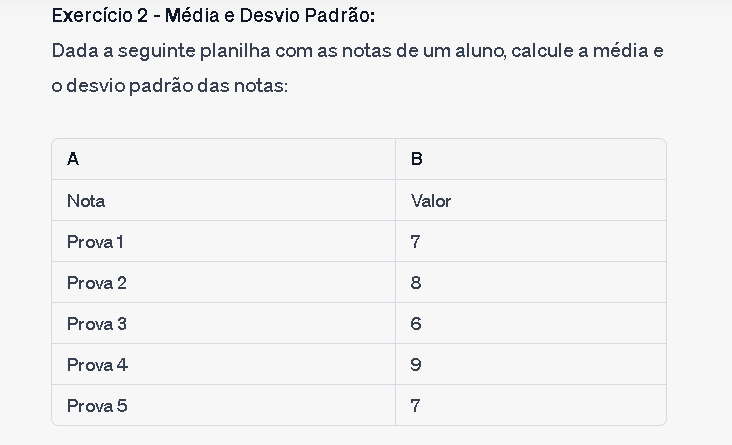 Exercício 2 - Média e Desvio Padrão:
Dada a seguinte planilha com as notas de um aluno, calcule a média e
o desvio padrão das notas:
A B
Nota Valor
Prova 1 7
Prova 2 8
Prova 3 6
Prova 4 9
Prova 5 7